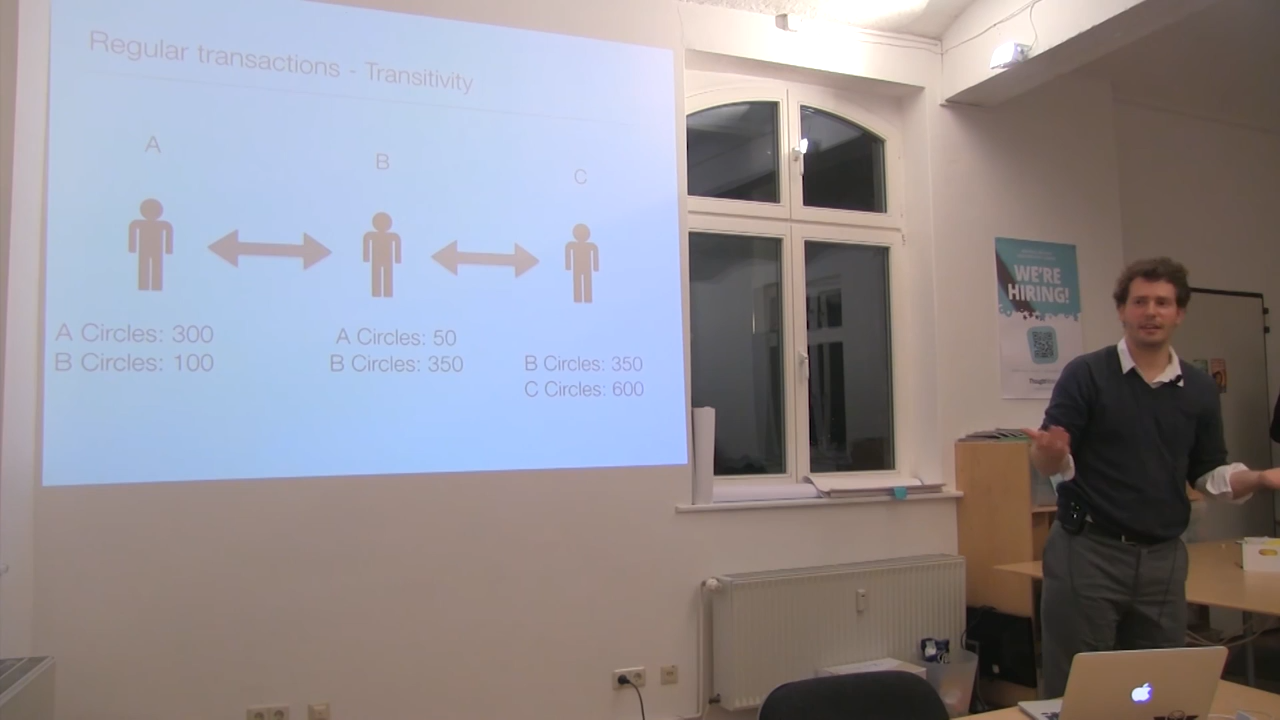 Regular transactions - Transitivity
A
B
C
A Circles: 300
B Circles: 100
A Circles: 50
B Circles: 350
B Circles: 350
C Circles: 600
WE'RE
HIRING!